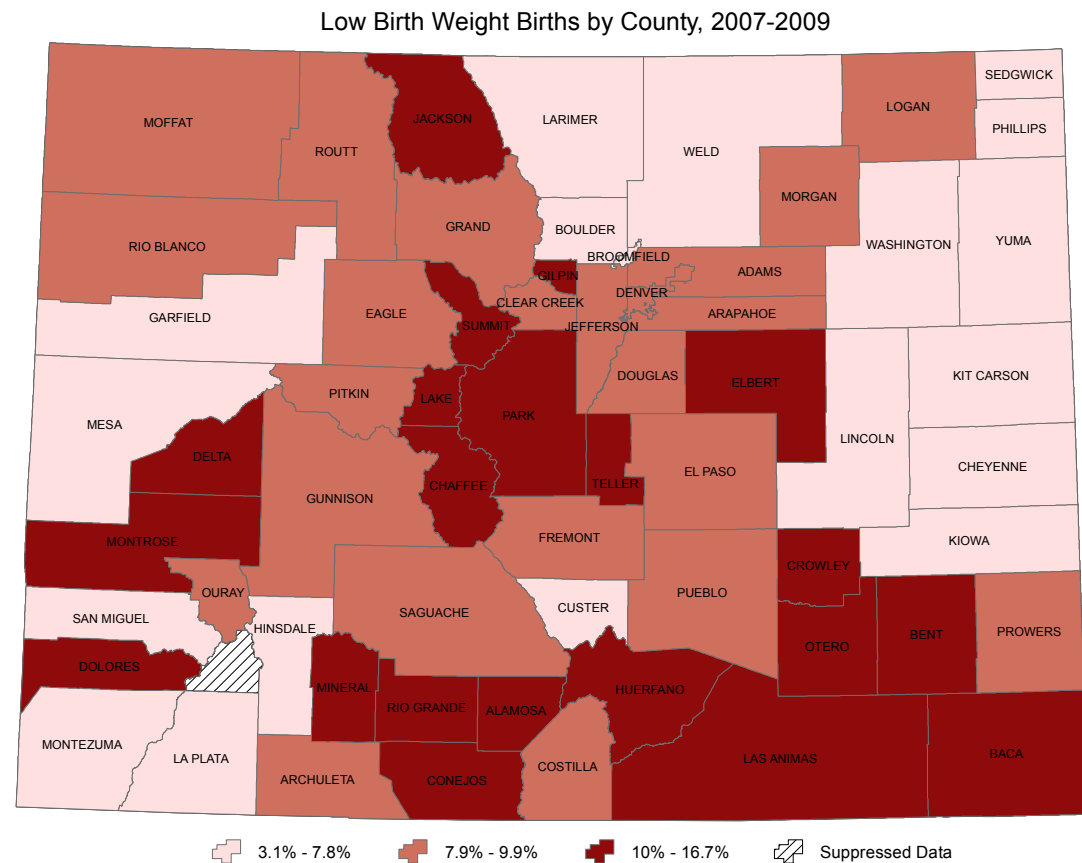 Low Birth Weight Births by County, 2007-2009
SEDGWICK
LOGAN
MOFFAT
JACKSON
LARIMER
PHILLIPS
ROUTT
WELD
MORGAN
GRAND
BOULDER
WASHINGTON
YUMA
RIO BLANCO
BROOMFIELD
GILPIN
ADAMS
DENVER
CLEAR CREEK
GARFIELD
EAGLE
ARAPAHOE
SUMMIT
JEFFERSON
DOUGLAS
KIT CARSON
ELBERT
PITKIN
LAKE
PARK
MESA
LINCOLN
DELTA
CHEYENNE
EL PASO
TELLER
CHAFFEE
GUNNISON
FREMONT
MONTROSE
KIOWA
CROWLEY
OURAY
PUEBLO
CUSTER
SAGUACHE
SAN MIGUEL
HINSDALE
PROWERS
BENT
OTERO
DOLORES
MINERAL
HUERFANO
RIO GRANDE
ALAMOSA
MONTEZUMA
LA PLATA
BACA
LAS ANIMAS
COSTILLA
ARCHULETA
CONEJOS
3.1% - 7.8%
7.9% - 9.9%
10% - 16.7%
Suppressed Data